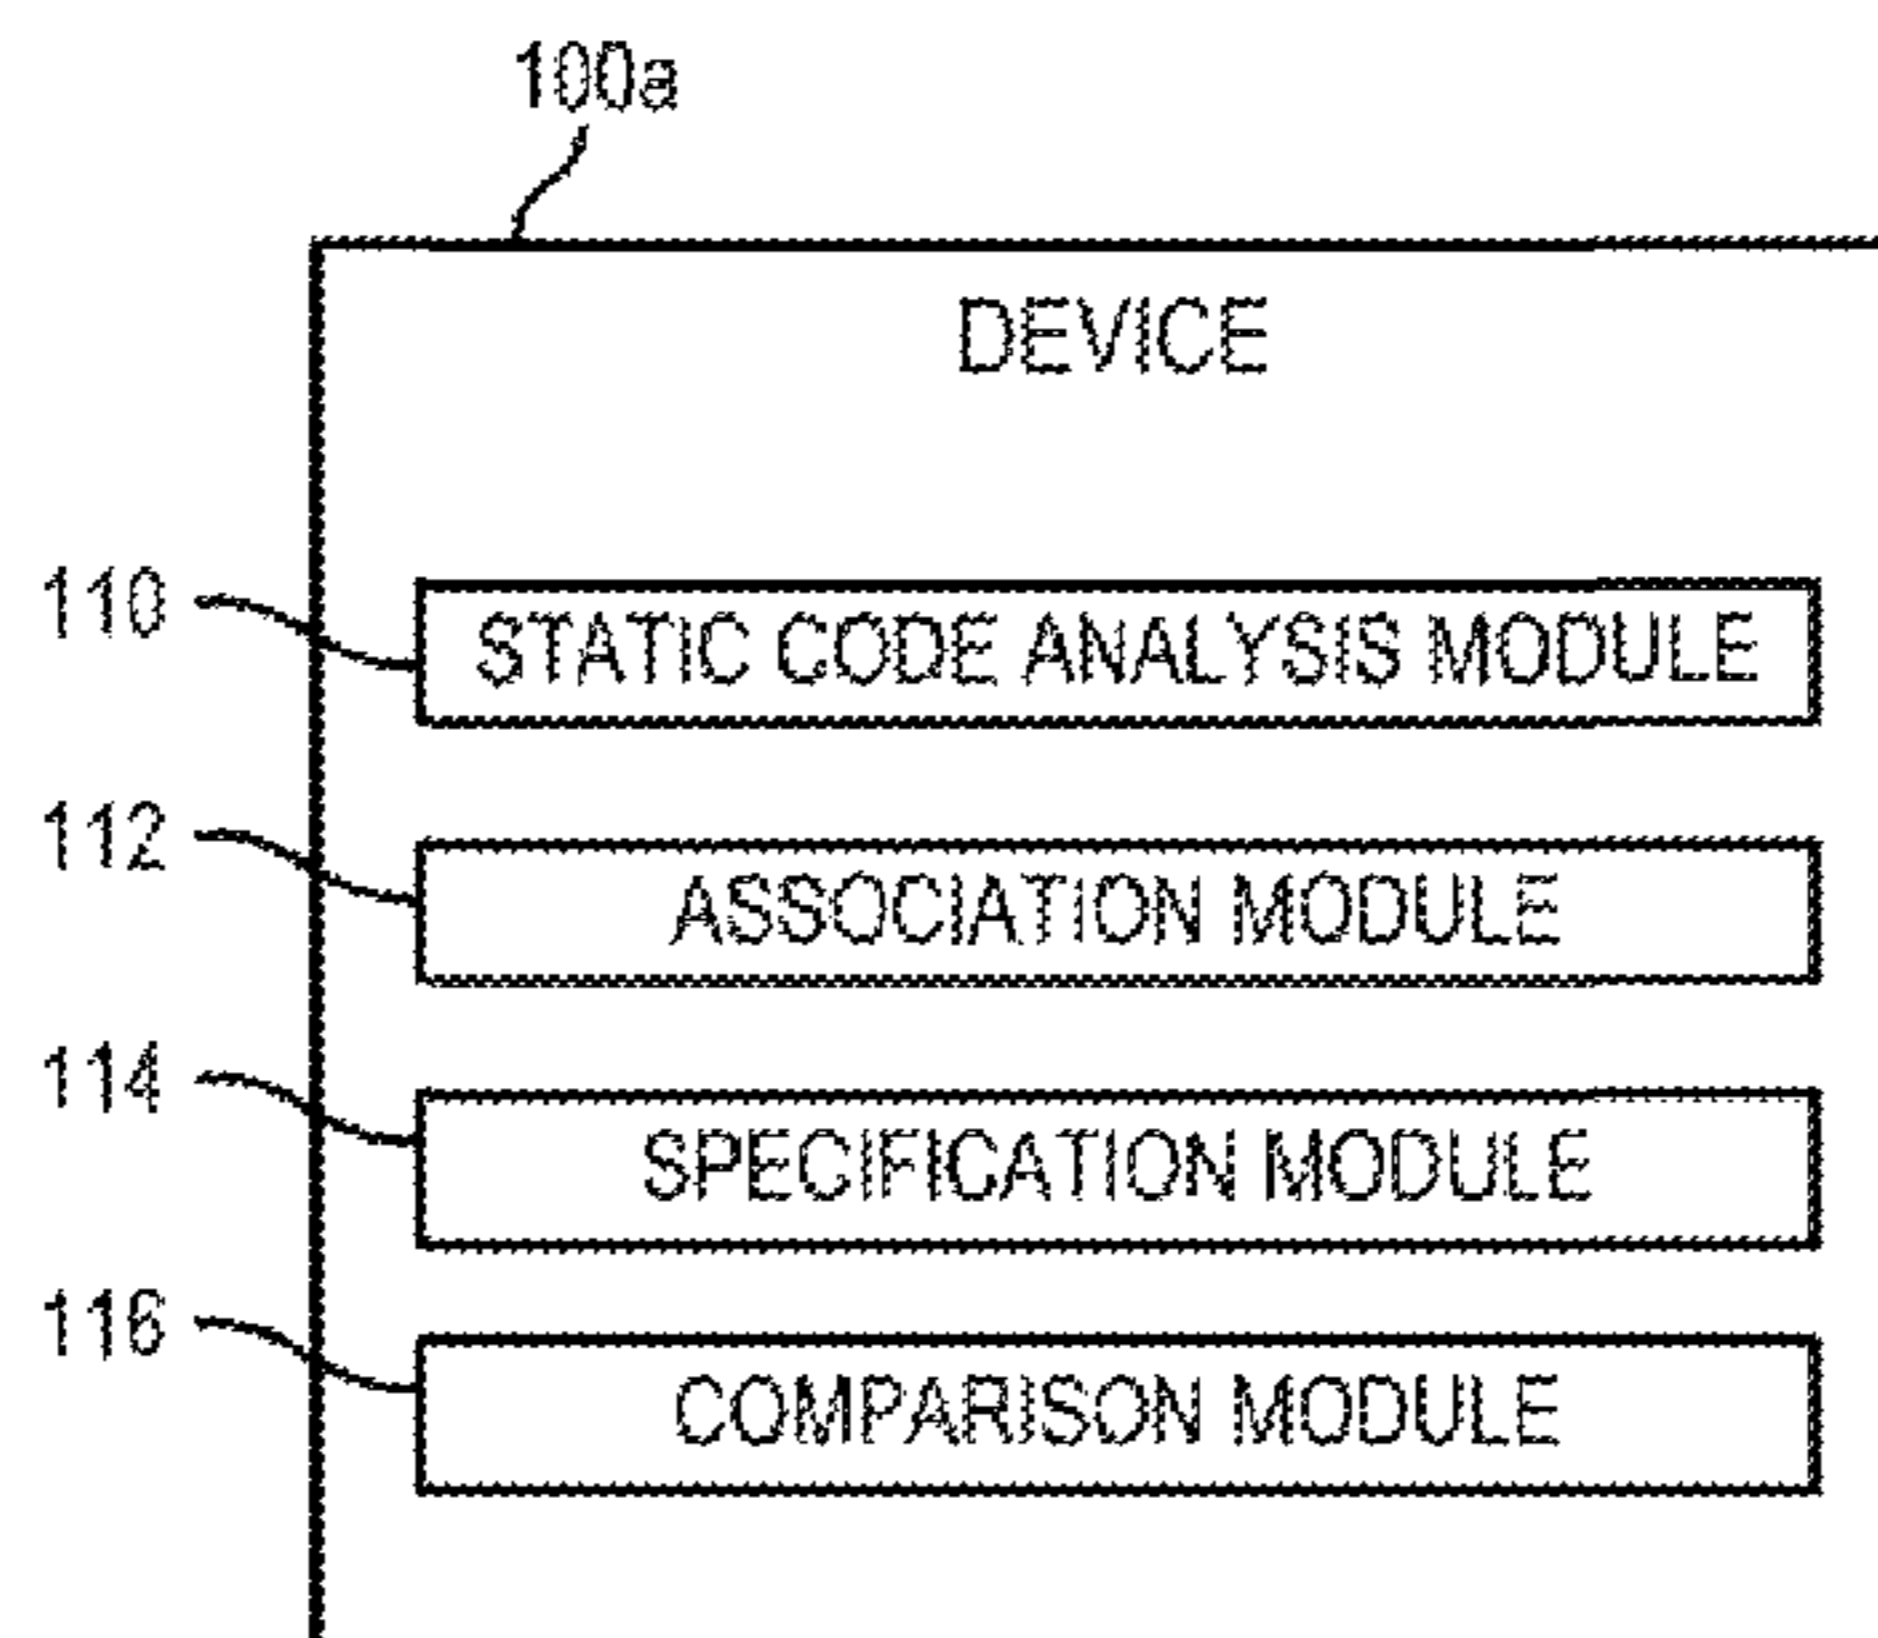 100a
DEVICE
110
STATIC CODE ANALYSIS MODULE
112
ASSOCIATION MODULE
114
SPECIFICATION MODULE
116
COMPARISON MODULE